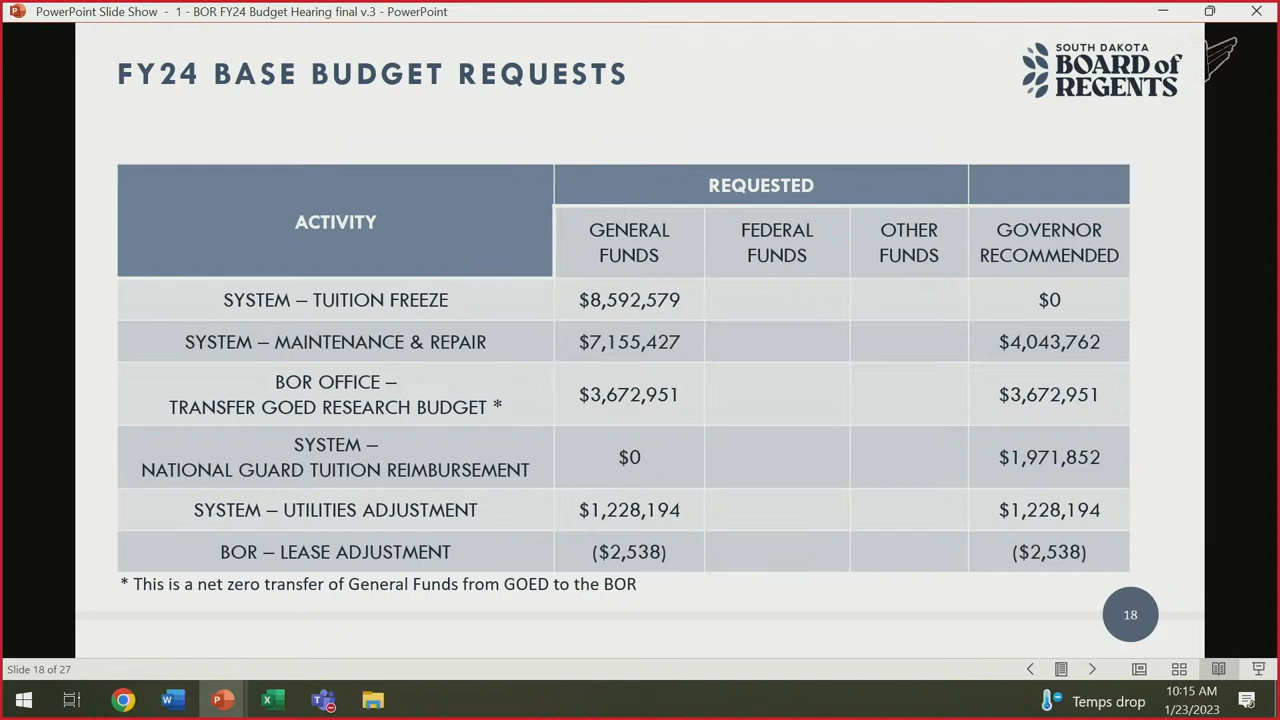 PowerPoint Slide Show - 1 - BOR FY24 Budget Hearing final v.3 - PowerPoint
FY24 BASE BUDGET REQUESTS
SOUTH DAKOTA
BOARD of
REGENTS
ACTIVITY
REQUESTED
GENERAL
FUNDS
FEDERAL
FUNDS
OTHER
FUNDS
GOVERNOR
RECOMMENDED
SYSTEM – TUITION FREEZE
$8,592,579
$0
SYSTEM – MAINTENANCE & REPAIR
$7,155,427
$4,043,762
BOR OFFICE –
TRANSFER GOED RESEARCH BUDGET *
$3,672,951
$3,672,951
SYSTEM –
NATIONAL GUARD TUITION REIMBURSEMENT
$0
$1,971,852
SYSTEM – UTILITIES ADJUSTMENT
$1,228,194
$1,228,194
BOR – LEASE ADJUSTMENT
($2,538)
($2,538)
* This is a net zero transfer of General Funds from GOED to the BOR
18
Slide 18 of 27
Temps drop
10:15 AM
1/23/2023